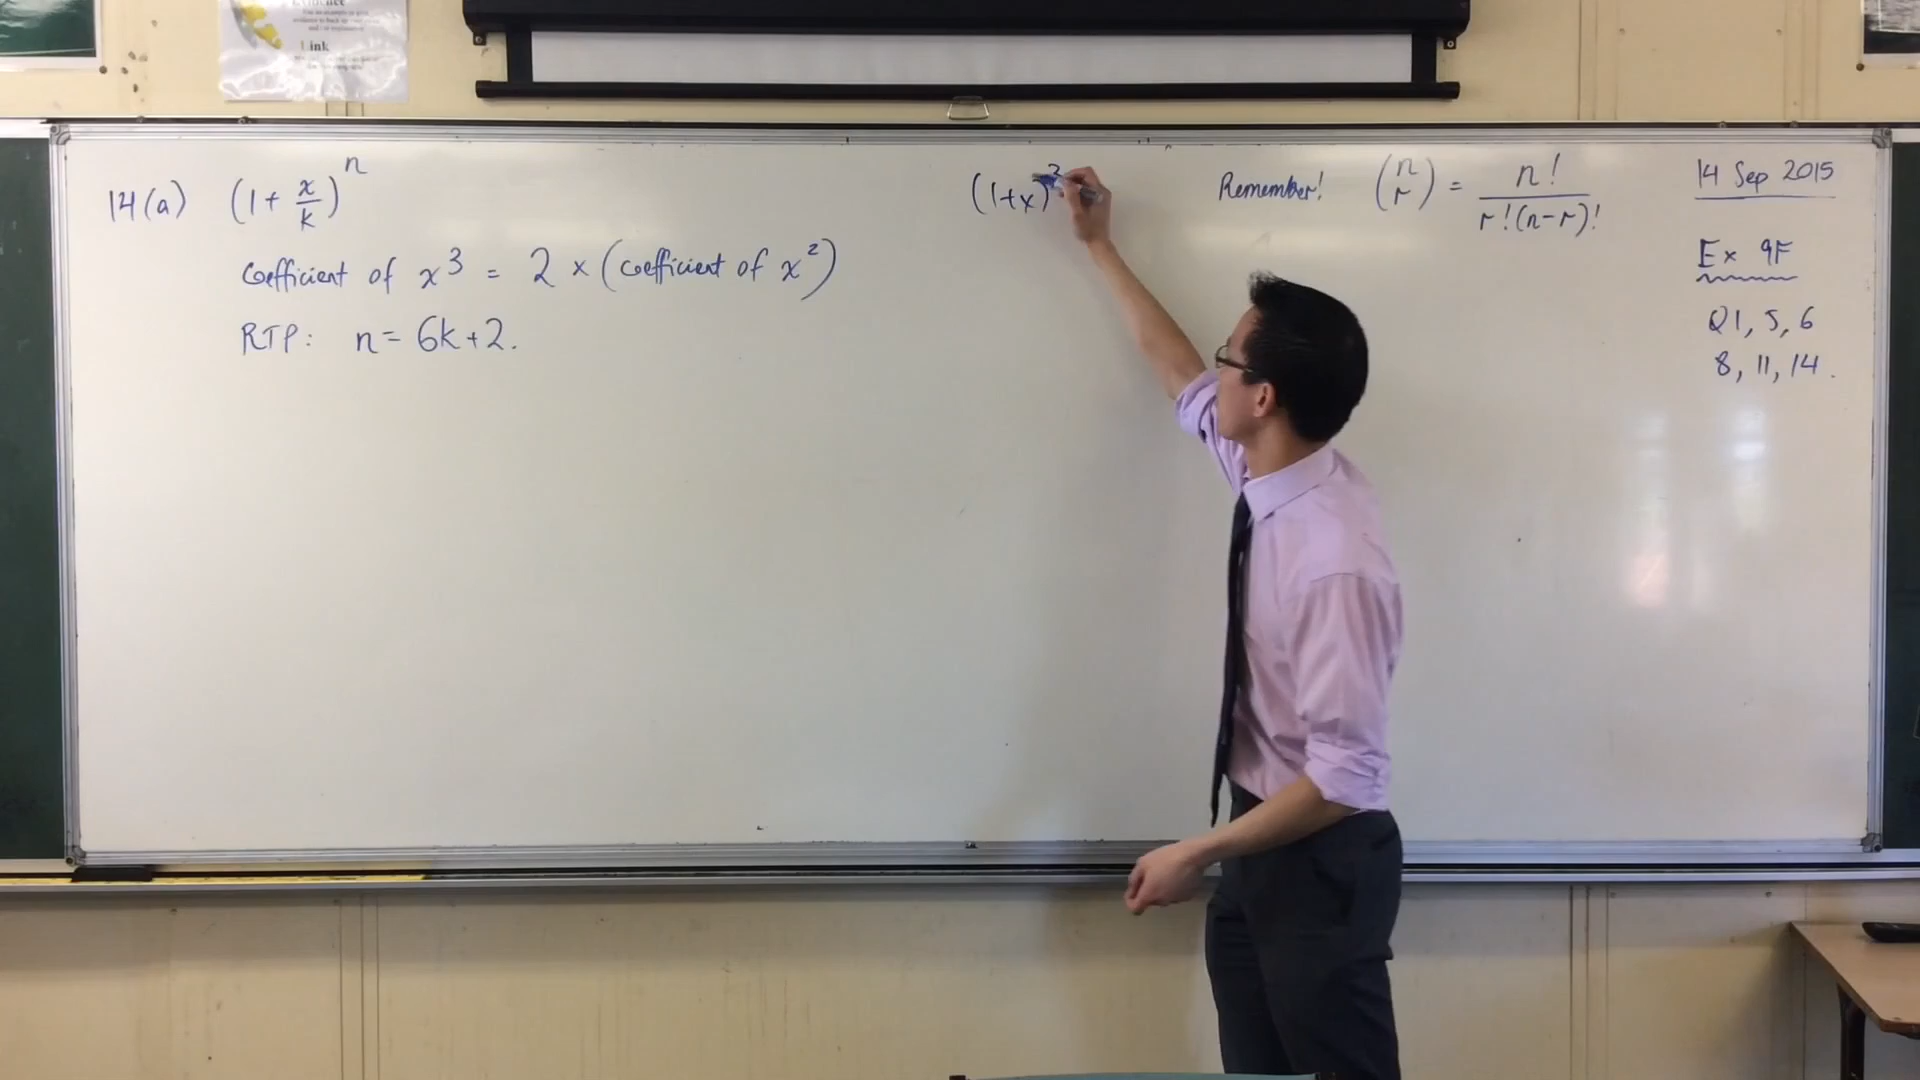 Evidence
Link
14(a) (1 + x/k)^n
Coefficient of x^3 = 2 × (coefficient of x^2)
RTP: n = 6k+2.
(1+x)^2
Remember! (n r) = n! / r!(n-r)!
14 Sep 2015
Ex 9F
Q1, 5, 6
8, 11, 14.